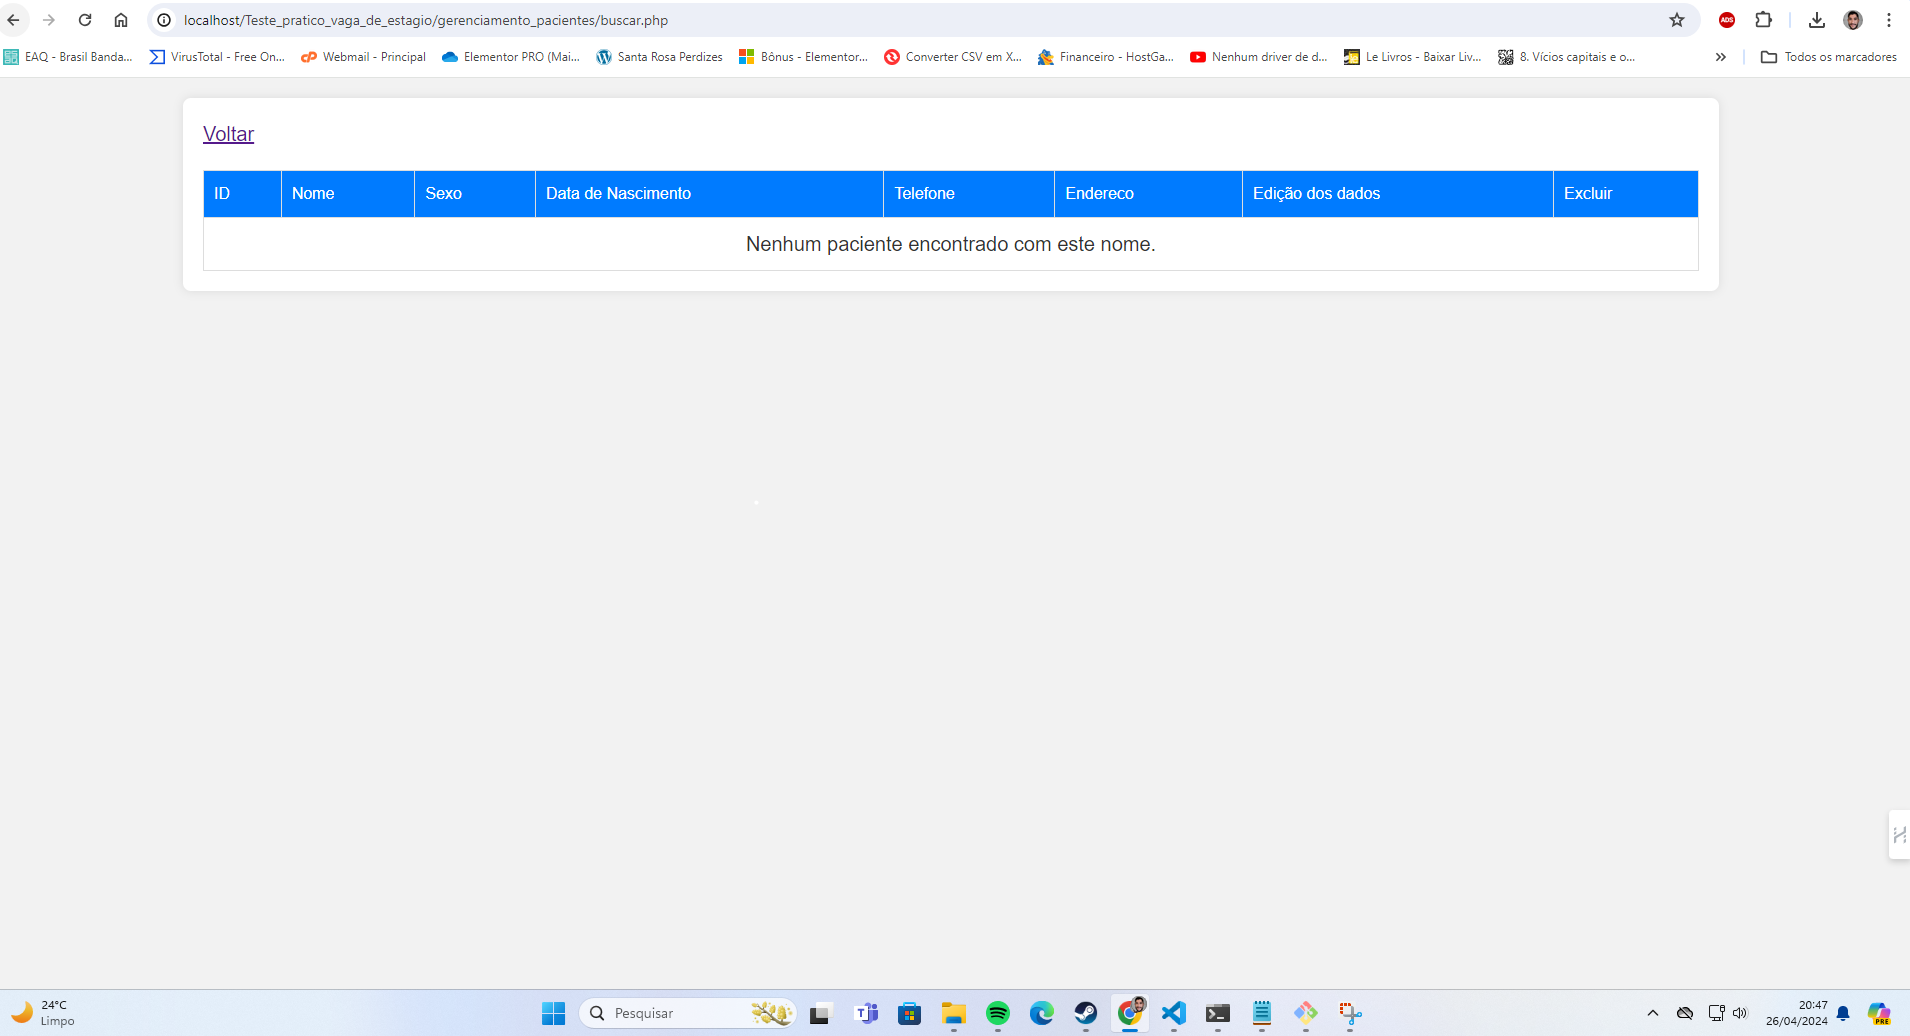 localhost/Teste_pratico_vaga_de_estagio/gerenciamento_pacientes/buscar.php
ADS
EAQ - Brasil Banda... VirusTotal - Free On... cP Webmail - Principal Elementor PRO (Mai... Santa Rosa Perdizes Bônus - Elementor... Converter CSV em X... Financeiro - HostGa... Nenhum driver de d... Le Livros - Baixar Liv... 8. Vícios capitais e o... » Todos os marcadores
Voltar
ID Nome Sexo Data de Nascimento Telefone Endereco Edição dos dados Excluir
Nenhum paciente encontrado com este nome.
24°C
Limpo
Pesquisar
20:47
26/04/2024
PRE